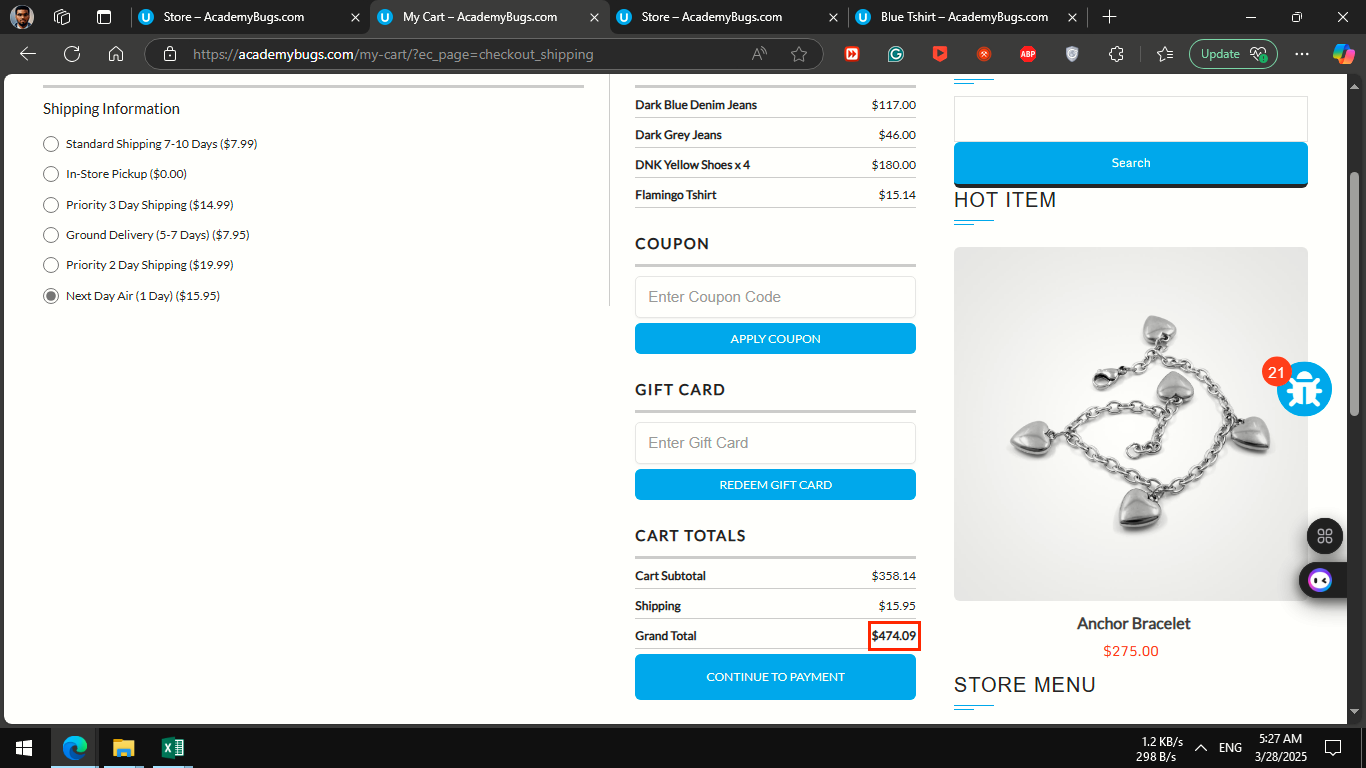 Store – AcademyBugs.com
My Cart – AcademyBugs.com
Store – AcademyBugs.com
Blue Tshirt – AcademyBugs.com
https://academybugs.com/my-cart/?ec_page=checkout_shipping
ABP
Update
Shipping Information
Standard Shipping 7-10 Days ($7.99)
In-Store Pickup ($0.00)
Priority 3 Day Shipping ($14.99)
Ground Delivery (5-7 Days) ($7.95)
Priority 2 Day Shipping ($19.99)
Next Day Air (1 Day) ($15.95)
Dark Blue Denim Jeans $117.00
Dark Grey Jeans $46.00
DNK Yellow Shoes x 4 $180.00
Flamingo Tshirt $15.14
COUPON
Enter Coupon Code
APPLY COUPON
GIFT CARD
Enter Gift Card
REDEEM GIFT CARD
CART TOTALS
Cart Subtotal $358.14
Shipping $15.95
Grand Total $474.09
CONTINUE TO PAYMENT
Search
HOT ITEM
21
Anchor Bracelet
$275.00
STORE MENU
1.2 KB/s
298 B/s
ENG
5:27 AM
3/28/2025